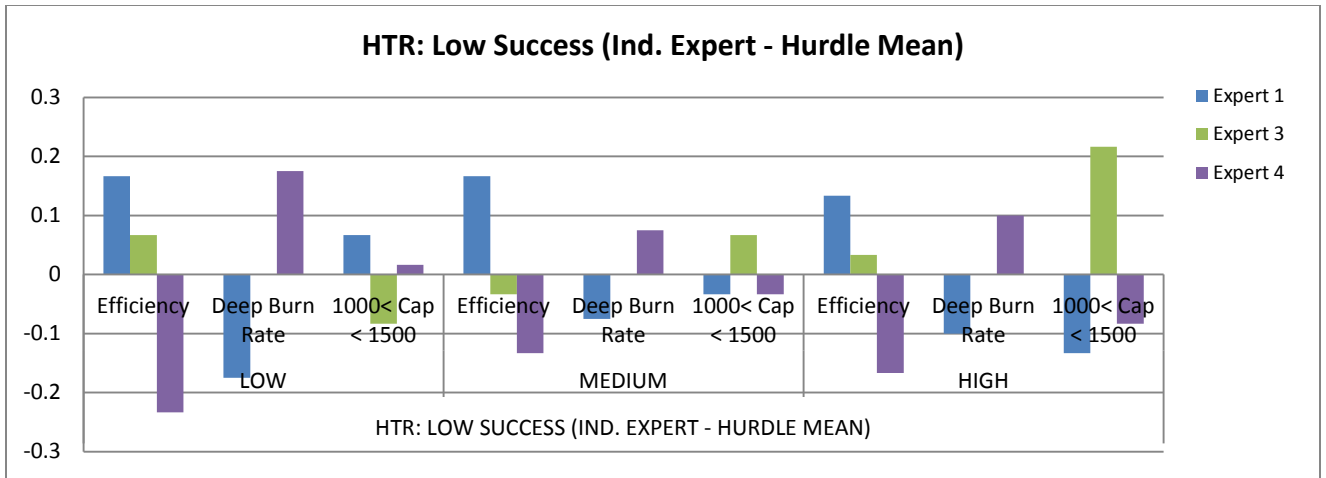 HTR: Low Success (Ind. Expert - Hurdle Mean)
0.3
0.2
0.1
0
-0.1
-0.2
-0.3
Expert 1
Expert 3
Expert 4
Efficiency
Deep Burn
Rate
1000< Cap
< 1500
Efficiency
Deep Burn
Rate
1000< Cap
< 1500
Efficiency
Deep Burn
Rate
1000< Cap
< 1500
LOW
MEDIUM
HIGH
HTR: LOW SUCCESS (IND. EXPERT - HURDLE MEAN)